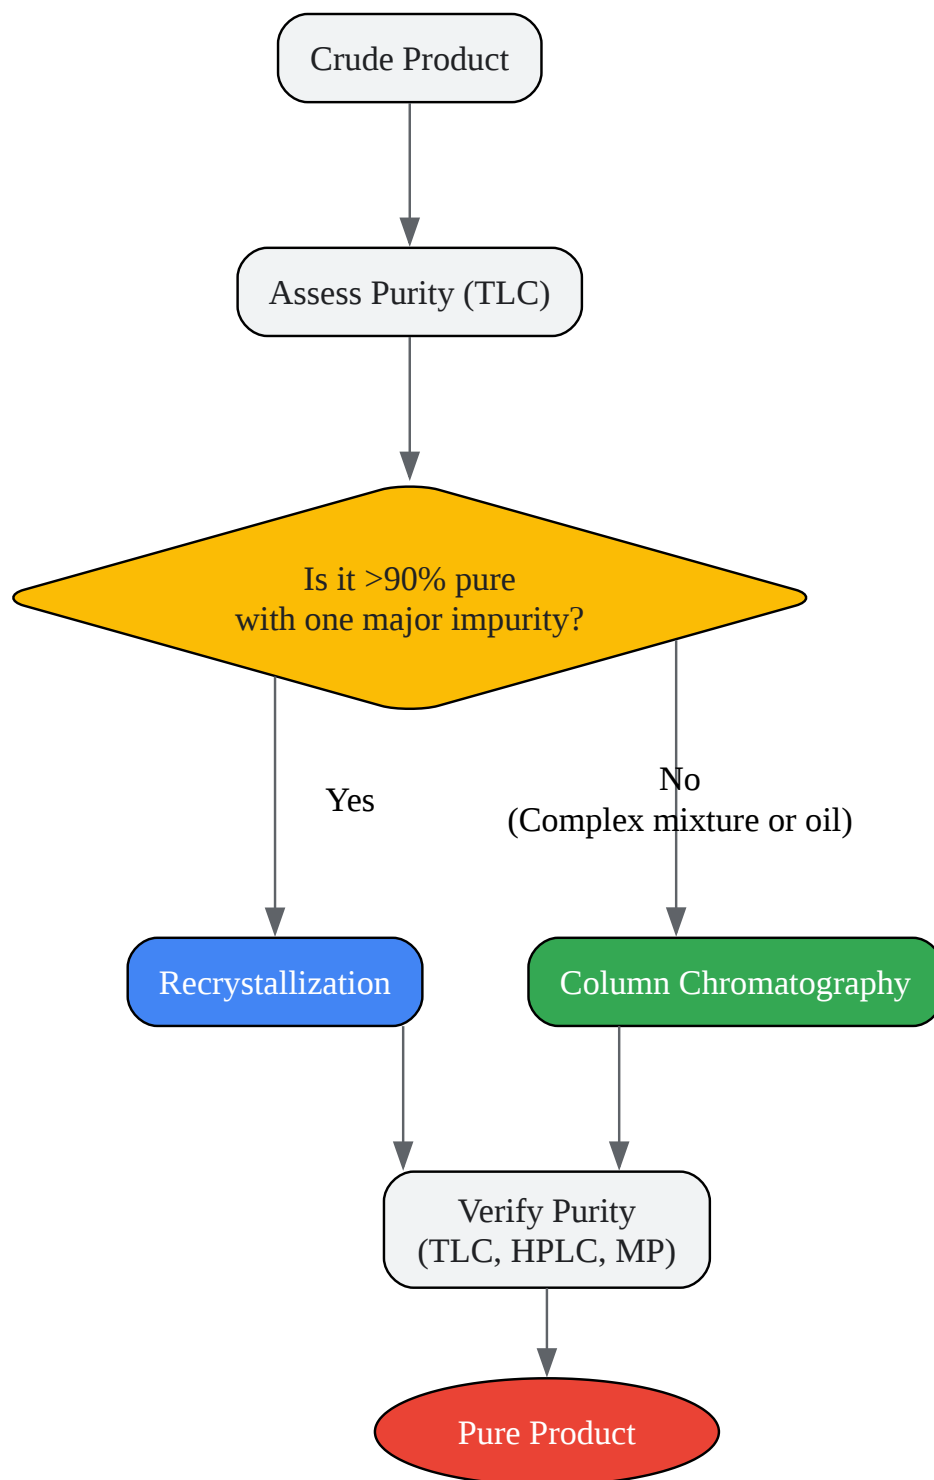 Crude Product
Assess Purity (TLC)
Is it >90% pure
with one major impurity?
Yes
No
(Complex mixture or oil)
Recrystallization
Column Chromatography
Verify Purity
(TLC, HPLC, MP)
Pure Product